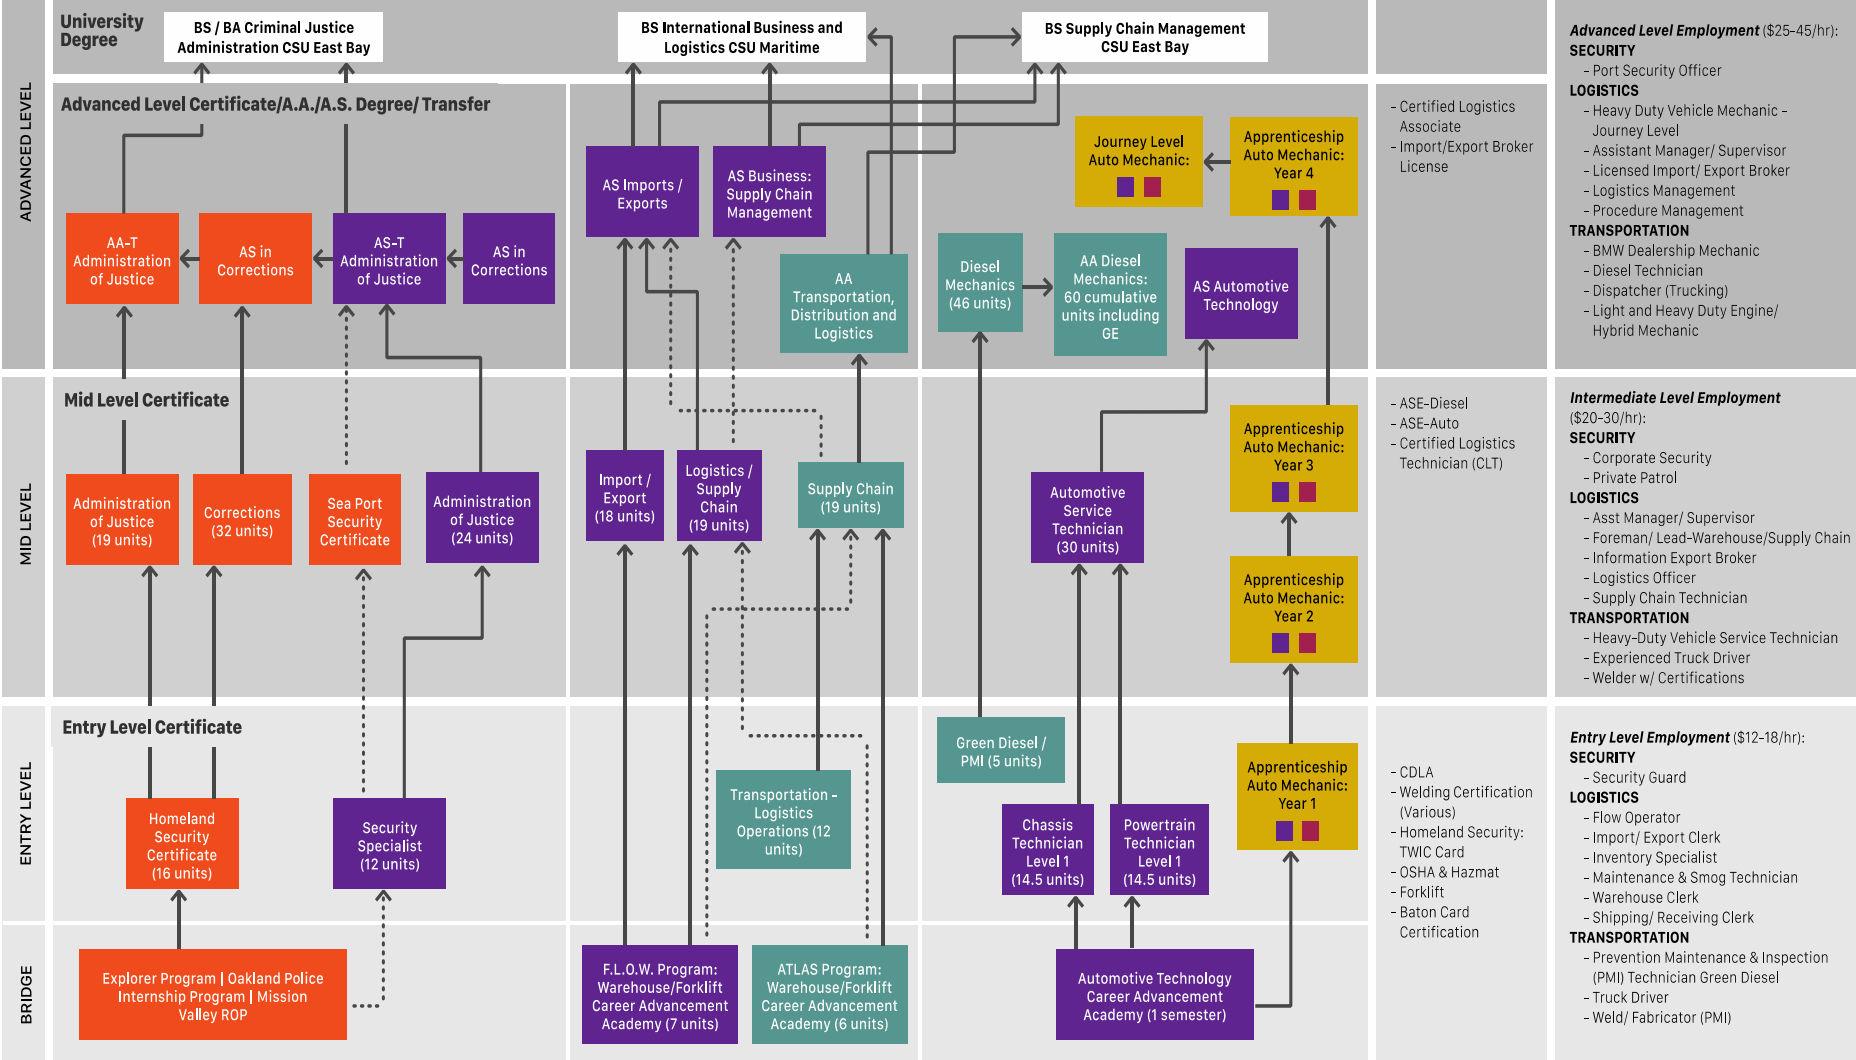 University
Degree
BS / BA Criminal Justice
Administration CSU East Bay
BS International Business and
Logistics CSU Maritime
BS Supply Chain Management
CSU East Bay
ADVANCED LEVEL
Advanced Level Certificate/A.A./A.S. Degree/ Transfer
AA-T
Administration
of Justice
AS in
Corrections
AS-T
Administration
of Justice
AS in
Corrections
AS Imports /
Exports
AS Business:
Supply Chain
Management
AA
Transportation,
Distribution and
Logistics
Diesel
Mechanics
(46 units)
AA Diesel
Mechanics:
60 cumulative
units including
GE
Journey Level
Auto Mechanic:
Apprenticeship
Auto Mechanic:
Year 4
AS Automotive
Technology
– Certified Logistics
Associate
– Import/Export Broker
License
Advanced Level Employment ($25-45/hr):
SECURITY
– Port Security Officer
LOGISTICS
– Heavy Duty Vehicle Mechanic –
Journey Level
– Assistant Manager/ Supervisor
– Licensed Import/ Export Broker
– Logistics Management
– Procedure Management
TRANSPORTATION
– BMW Dealership Mechanic
– Diesel Technician
– Dispatcher (Trucking)
– Light and Heavy Duty Engine/
Hybrid Mechanic
MID LEVEL
Mid Level Certificate
Administration
of Justice
(19 units)
Corrections
(32 units)
Sea Port
Security
Certificate
Administration
of Justice
(24 units)
Import /
Export
(18 units)
Logistics /
Supply
Chain
(19 units)
Supply Chain
(19 units)
Automotive
Service
Technician
(30 units)
Apprenticeship
Auto Mechanic:
Year 3
Apprenticeship
Auto Mechanic:
Year 2
– ASE-Diesel
– ASE-Auto
– Certified Logistics
Technician (CLT)
Intermediate Level Employment
($20-30/hr):
SECURITY
– Corporate Security
– Private Patrol
LOGISTICS
– Asst Manager/ Supervisor
– Foreman/ Lead-Warehouse/Supply Chain
– Information Export Broker
– Logistics Officer
– Supply Chain Technician
TRANSPORTATION
– Heavy-Duty Vehicle Service Technician
– Experienced Truck Driver
– Welder w/ Certifications
ENTRY LEVEL
Entry Level Certificate
Homeland
Security
Certificate
(16 units)
Security
Specialist
(12 units)
Transportation –
Logistics
Operations (12
units)
Green Diesel /
PMI (5 units)
Chassis
Technician
Level 1
(14.5 units)
Powertrain
Technician
Level 1
(14.5 units)
Apprenticeship
Auto Mechanic:
Year 1
– CDLA
– Welding Certification
(Various)
– Homeland Security:
TWIC Card
– OSHA & Hazmat
– Forklift
– Baton Card
Certification
Entry Level Employment ($12-18/hr):
SECURITY
– Security Guard
LOGISTICS
– Flow Operator
– Import/ Export Clerk
– Inventory Specialist
– Maintenance & Smog Technician
– Warehouse Clerk
– Shipping/ Receiving Clerk
TRANSPORTATION
– Prevention Maintenance & Inspection
(PMI) Technician Green Diesel
– Truck Driver
– Weld/ Fabricator (PMI)
BRIDGE
Explorer Program | Oakland Police
Internship Program | Mission
Valley ROP
F.L.O.W. Program:
Warehouse/Forklift
Career Advancement
Academy (7 units)
ATLAS Program:
Warehouse/Forklift
Career Advancement
Academy (6 units)
Automotive Technology
Career Advancement
Academy (1 semester)